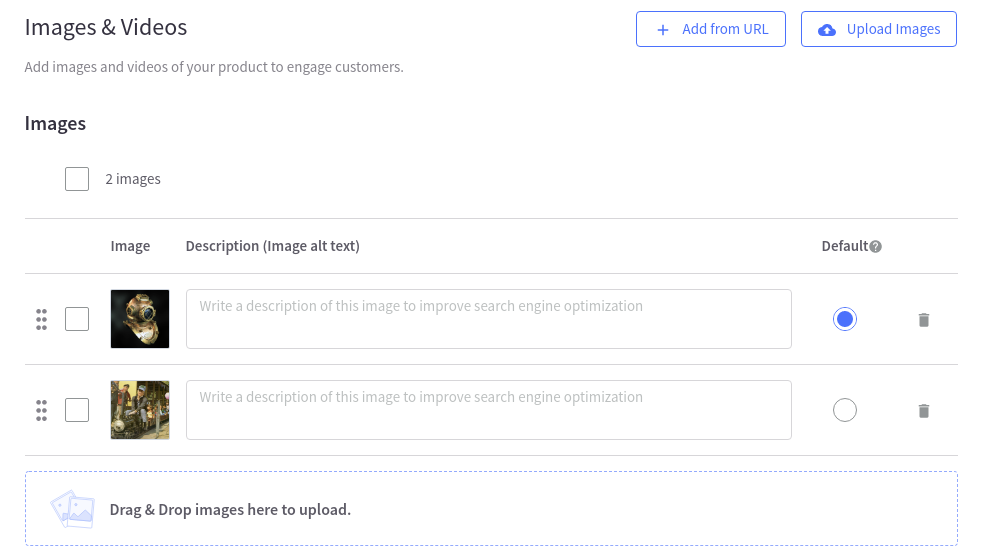 Images & Videos
Add from URL
Upload Images
Add images and videos of your product to engage customers.
Images
2 images
Image Description (Image alt text) Default
Write a description of this image to improve search engine optimization
Write a description of this image to improve search engine optimization
Drag & Drop images here to upload.